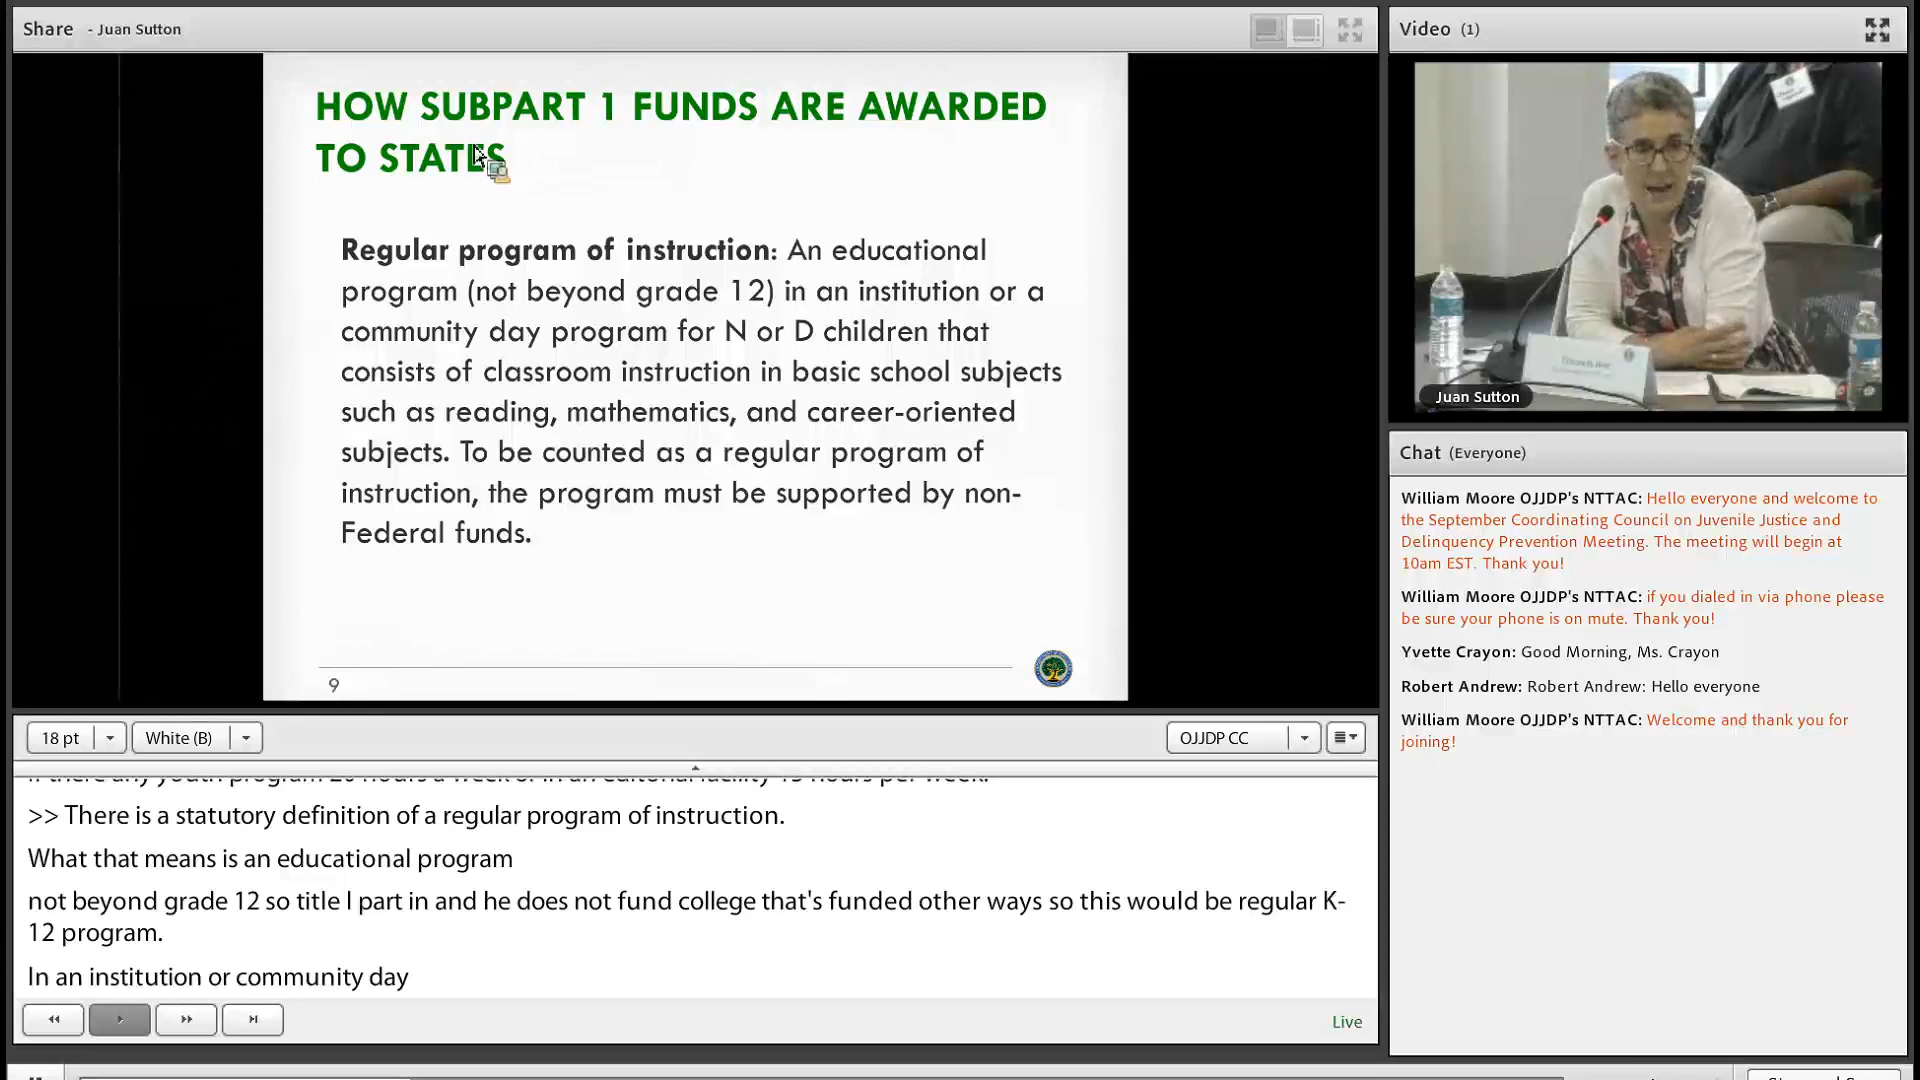 Share - Juan Sutton
HOW SUBPART 1 FUNDS ARE AWARDED
TO STATES
Regular program of instruction: An educational
program (not beyond grade 12) in an institution or a
community day program for N or D children that
consists of classroom instruction in basic school subjects
such as reading, mathematics, and career-oriented
subjects. To be counted as a regular program of
instruction, the program must be supported by non-
Federal funds.
9
18 pt
White (B)
OJJDP CC
>> There is a statutory definition of a regular program of instruction.
What that means is an educational program
not beyond grade 12 so title I part in and he does not fund college that's funded other ways so this would be regular K-
12 program.
In an institution or community day
Live
Video (1)
Juan Sutton
Chat (Everyone)
William Moore OJJDP's NTTAC: Hello everyone and welcome to
the September Coordinating Council on Juvenile Justice and
Delinquency Prevention Meeting. The meeting will begin at
10am EST. Thank you!
William Moore OJJDP's NTTAC: if you dialed in via phone please
be sure your phone is on mute. Thank you!
Yvette Crayon: Good Morning, Ms. Crayon
Robert Andrew: Robert Andrew: Hello everyone
William Moore OJJDP's NTTAC: Welcome and thank you for
joining!